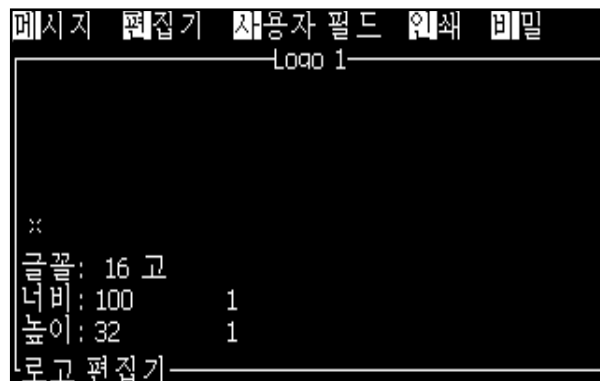 메시지 편집기 사용자 필드 인쇄 비밀
Logo 1
글꼴: 16 고
너비: 100 1
높이: 32 1
로고 편집기